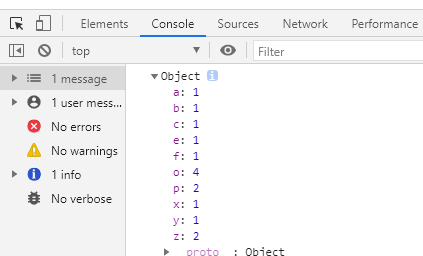 Elements Console Sources Network Performance
top Filter
1 message
1 user mess...
No errors
No warnings
1 info
No verbose
Object i
a: 1
b: 1
c: 1
e: 1
f: 1
o: 4
p: 2
x: 1
y: 1
z: 2
proto : Object